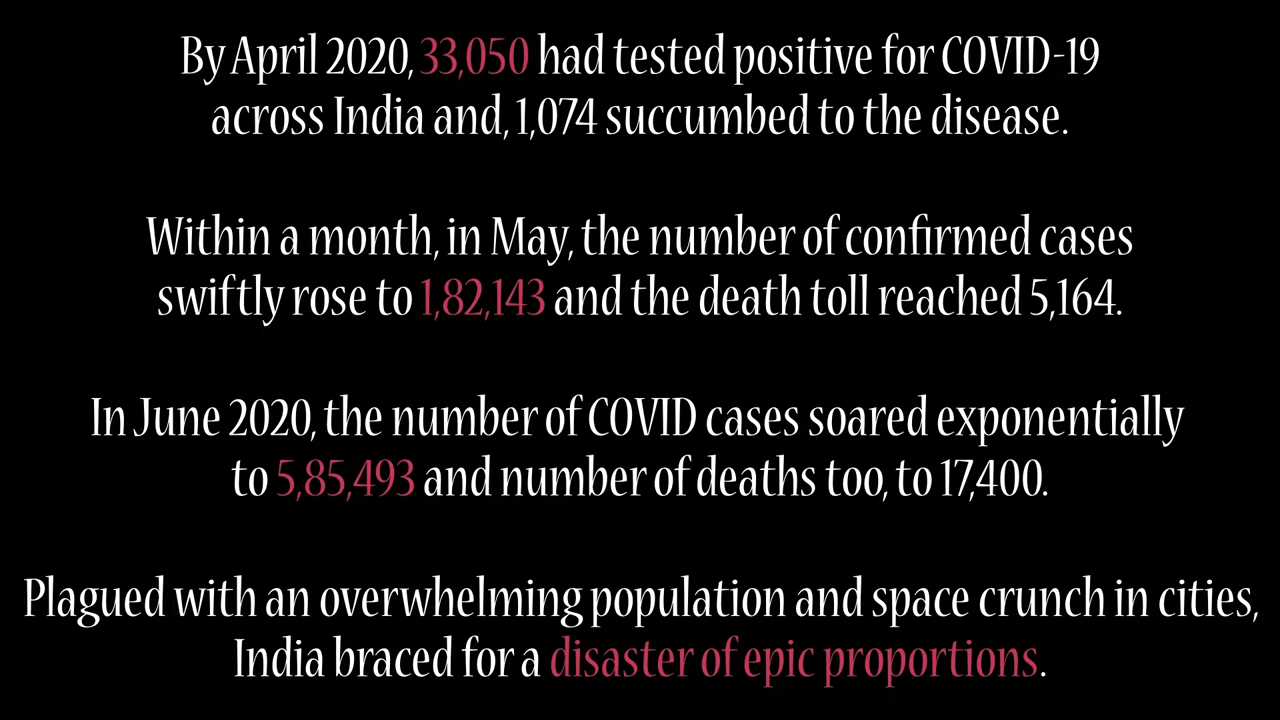 By April 2020, 33,050 had tested positive for COVID-19
across India and, 1,074 succumbed to the disease.
Within a month, in May, the number of confirmed cases
swiftly rose to 1,82,143 and the death toll reached 5,164.
In June 2020, the number of COVID cases soared exponentially
to 5,85,493 and number of deaths too, to 17,400.
Plagued with an overwhelming population and space crunch in cities,
India braced for a disaster of epic proportions.